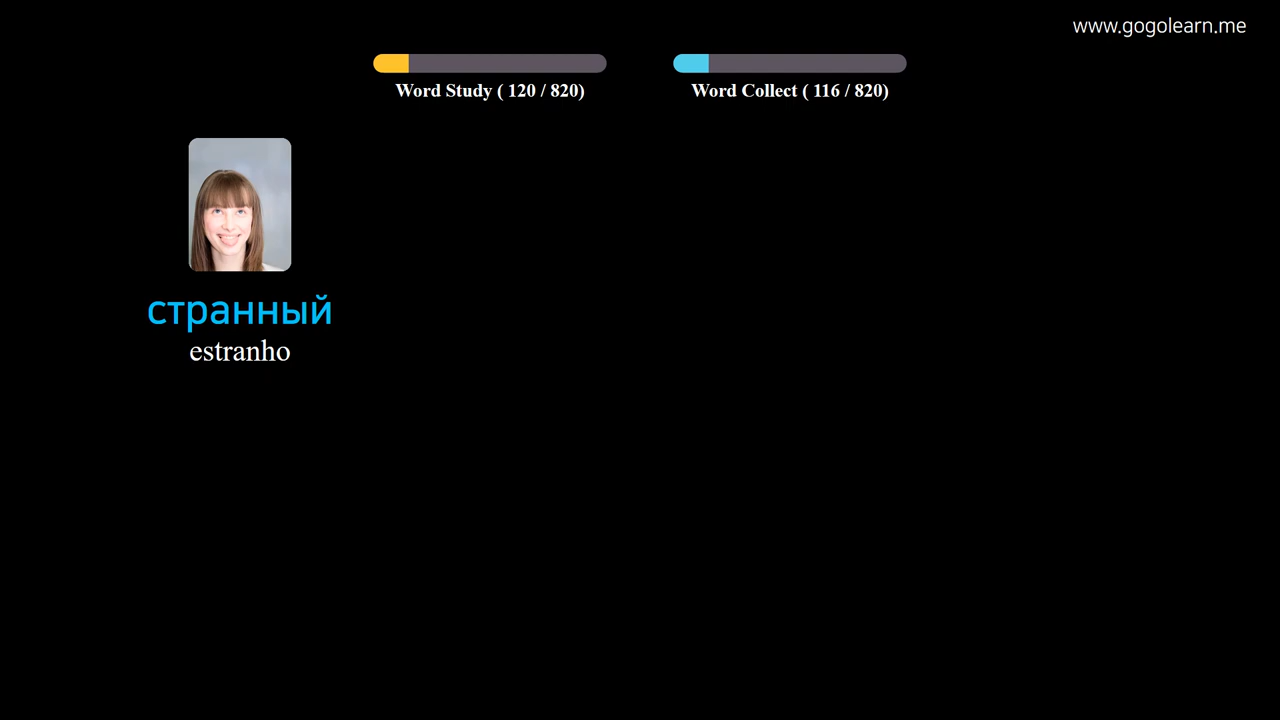 www.gogolearn.me
Word Study ( 120 / 820)
Word Collect ( 116 / 820)
странный
estranho